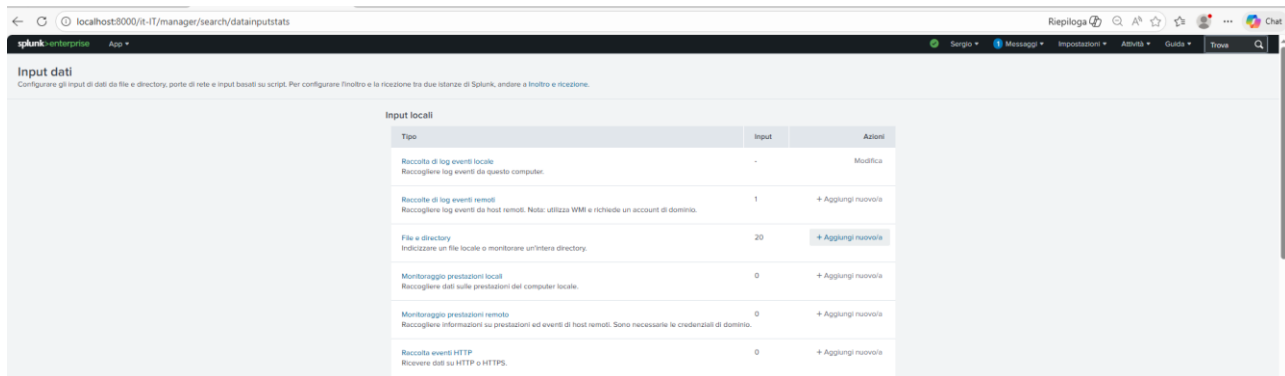 localhost:8000/it-IT/manager/search/datainputstats
Riepiloga
Chat
splunk>enterprise App
Sergio 1 Messaggi Impostazioni Attività Guida Trova
Input dati
Configurare gli input di dati da file e directory, porte di rete e input basati su script. Per configurare l'inoltro e la ricezione tra due istanze di Splunk, andare a Inoltro e ricezione.
Input locali
Tipo Input Azioni
Raccolta di log eventi locale - Modifica
Raccogliere log eventi da questo computer.
Raccolte di log eventi remoti 1 + Aggiungi nuovo/a
Raccogliere log eventi da host remoti. Nota: utilizza WMI e richiede un account di dominio.
File e directory 20 + Aggiungi nuovo/a
Indicizzare un file locale o monitorare un'intera directory.
Monitoraggio prestazioni locali 0 + Aggiungi nuovo/a
Raccogliere dati sulle prestazioni del computer locale.
Monitoraggio prestazioni remoto 0 + Aggiungi nuovo/a
Raccogliere informazioni su prestazioni ed eventi di host remoti. Sono necessarie le credenziali di dominio.
Raccolta eventi HTTP 0 + Aggiungi nuovo/a
Ricevere dati su HTTP o HTTPS.